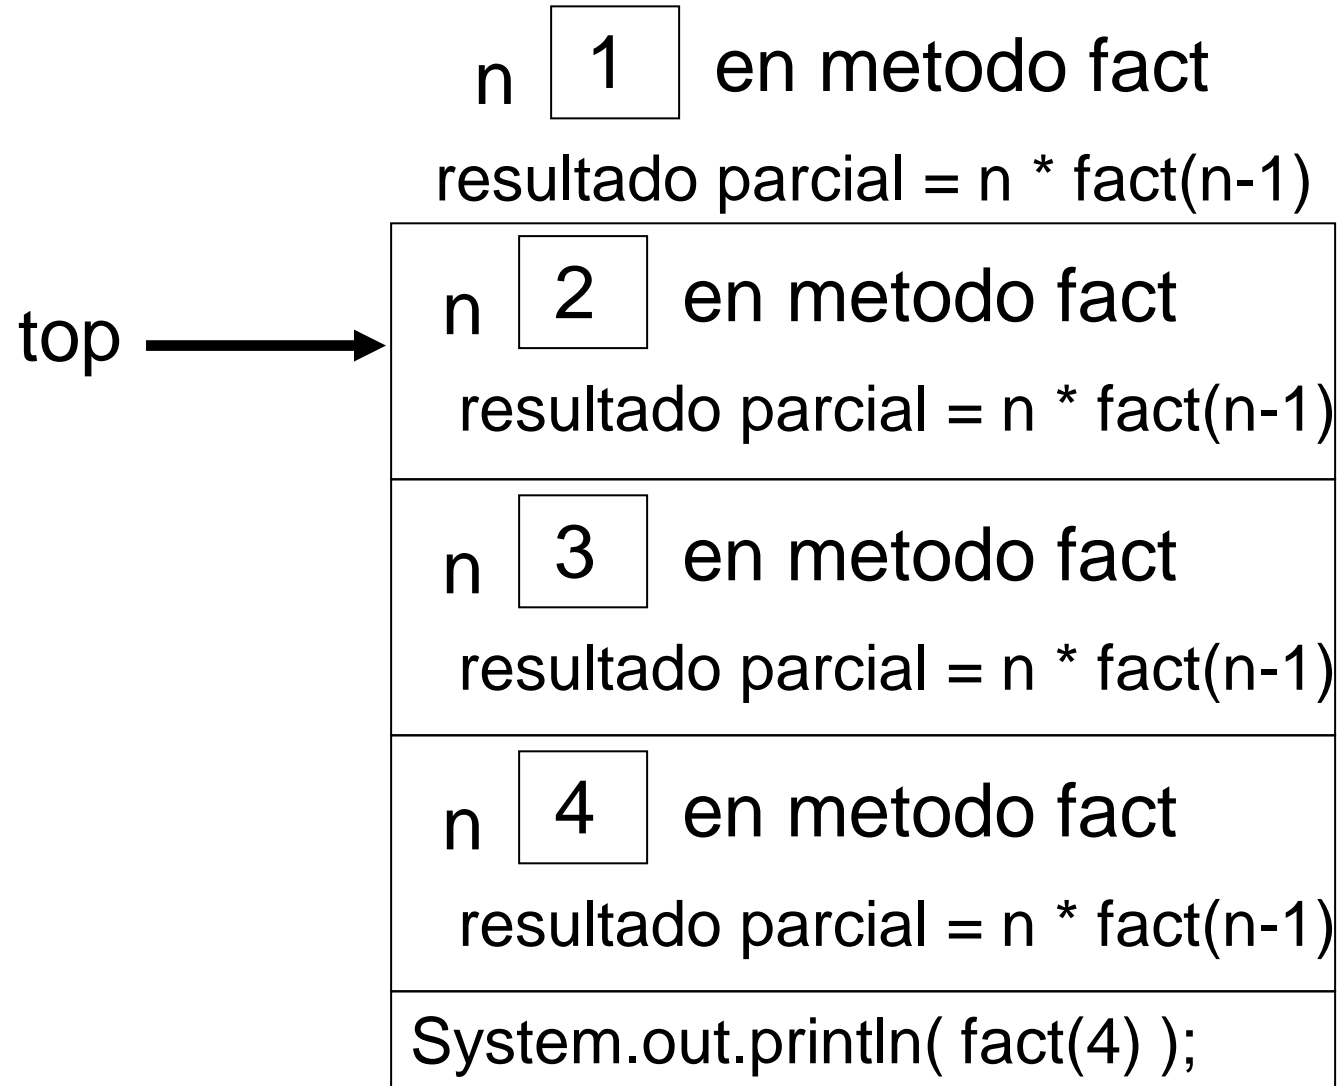 n 1 en metodo fact
resultado parcial = n * fact(n-1)
n 2 en metodo fact
top
resultado parcial = n * fact(n-1)
n 3 en metodo fact
resultado parcial = n * fact(n-1)
n 4 en metodo fact
resultado parcial = n * fact(n-1)
System.out.println( fact(4) );